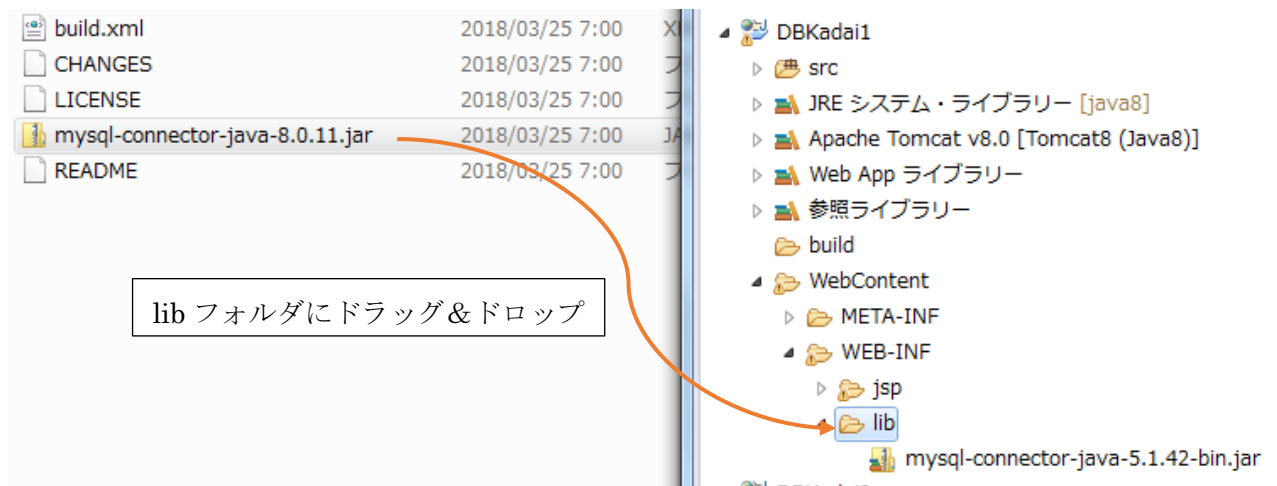 build.xml 2018/03/25 7:00 XI
CHANGES 2018/03/25 7:00 フ
LICENSE 2018/03/25 7:00 フ
mysql-connector-java-8.0.11.jar 2018/03/25 7:00 JA
README 2018/03/25 7:00 フ
lib フォルダにドラッグ&ドロップ
DBKadai1
src
JRE システム・ライブラリー [java8]
Apache Tomcat v8.0 [Tomcat8 (Java8)]
Web App ライブラリー
参照ライブラリー
build
WebContent
META-INF
WEB-INF
jsp
lib
mysql-connector-java-5.1.42-bin.jar